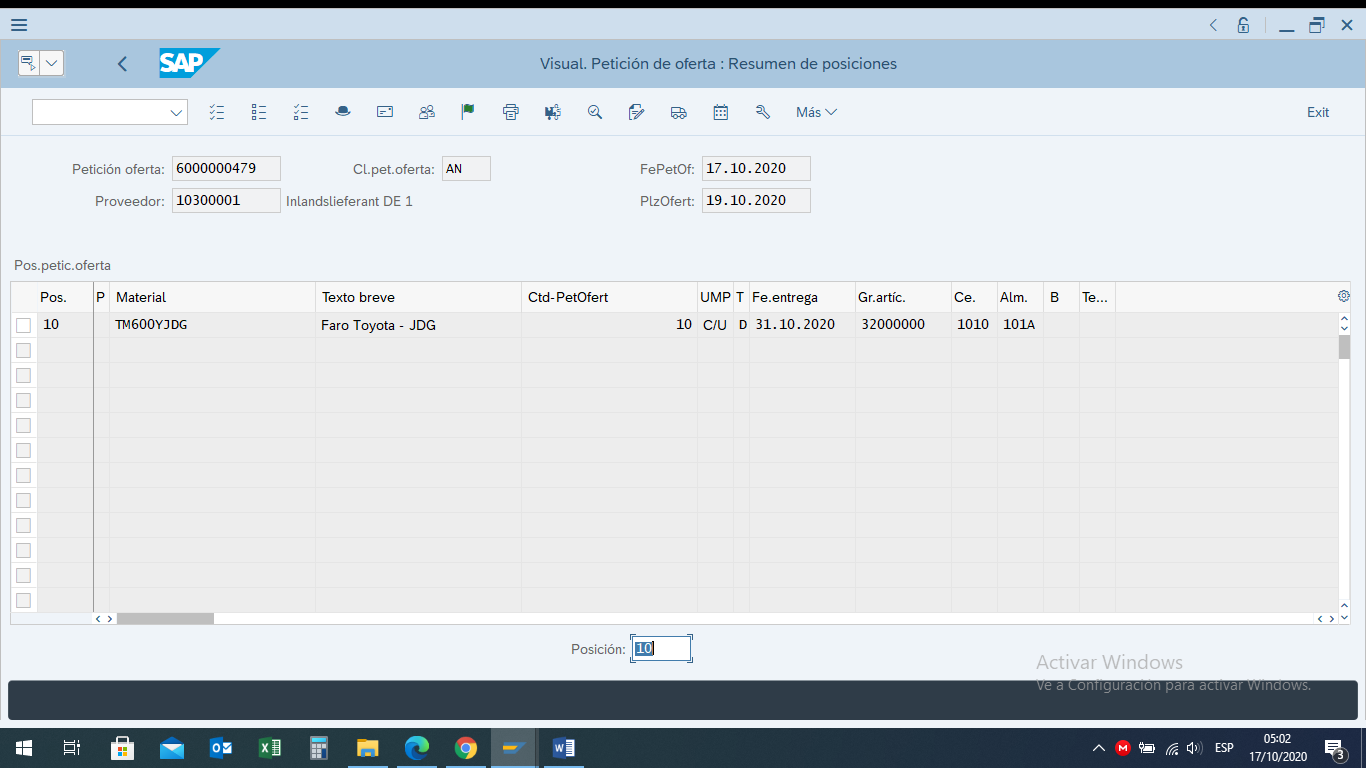 SAP
Visual. Petición de oferta : Resumen de posiciones
Más
Exit
Petición oferta: 6000000479 Cl.pet.oferta: AN FePetOf: 17.10.2020
Proveedor: 10300001 Inlandslieferant DE 1 PlzOfert: 19.10.2020
Pos.petic.oferta
Pos. P Material Texto breve Ctd-PetOfert UMP T Fe.entrega Gr.artíc. Ce. Alm. B Te...
10 TM600YJDG Faro Toyota - JDG 10 C/U D 31.10.2020 32000000 1010 101A
Posición: 10
Activar Windows
Ve a Configuración para activar Windows.
ESP
05:02
17/10/2020
3